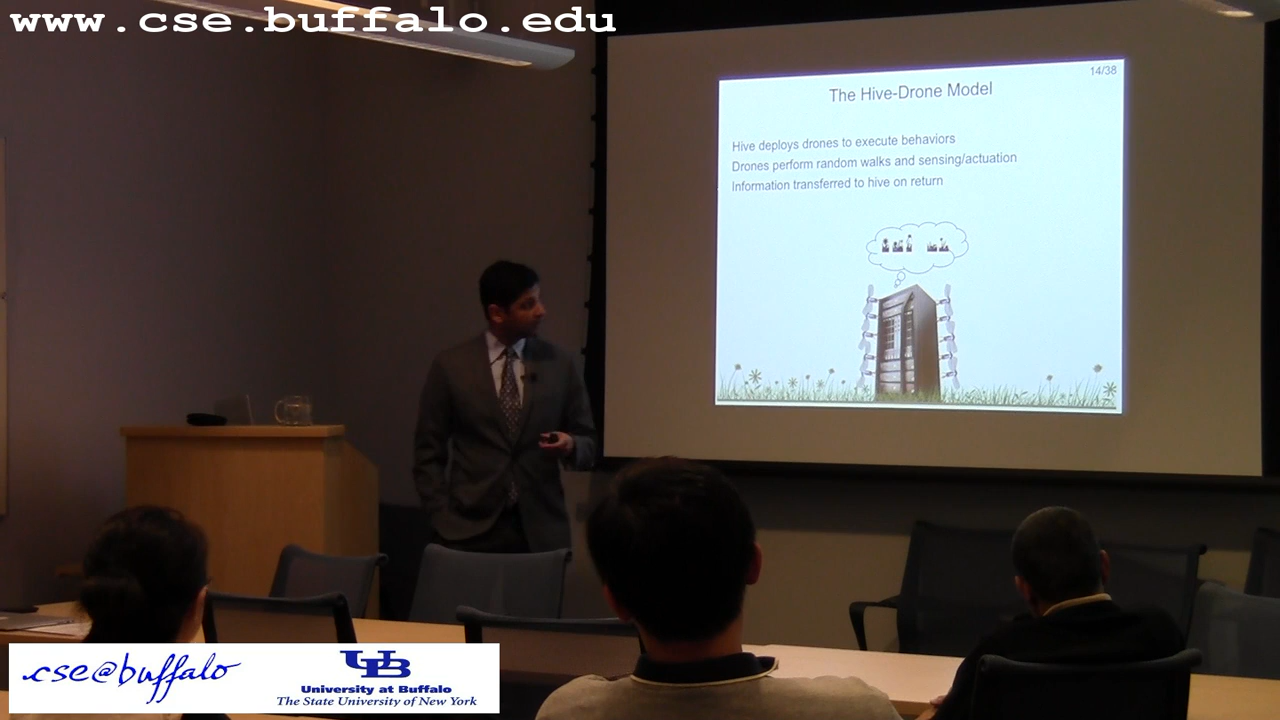 www.cse.buffalo.edu
14/38
The Hive-Drone Model
Hive deploys drones to execute behaviors
Drones perform random walks and sensing/actuation
Information transferred to hive on return
cse@buffalo
UB
University at Buffalo
The State University of New York